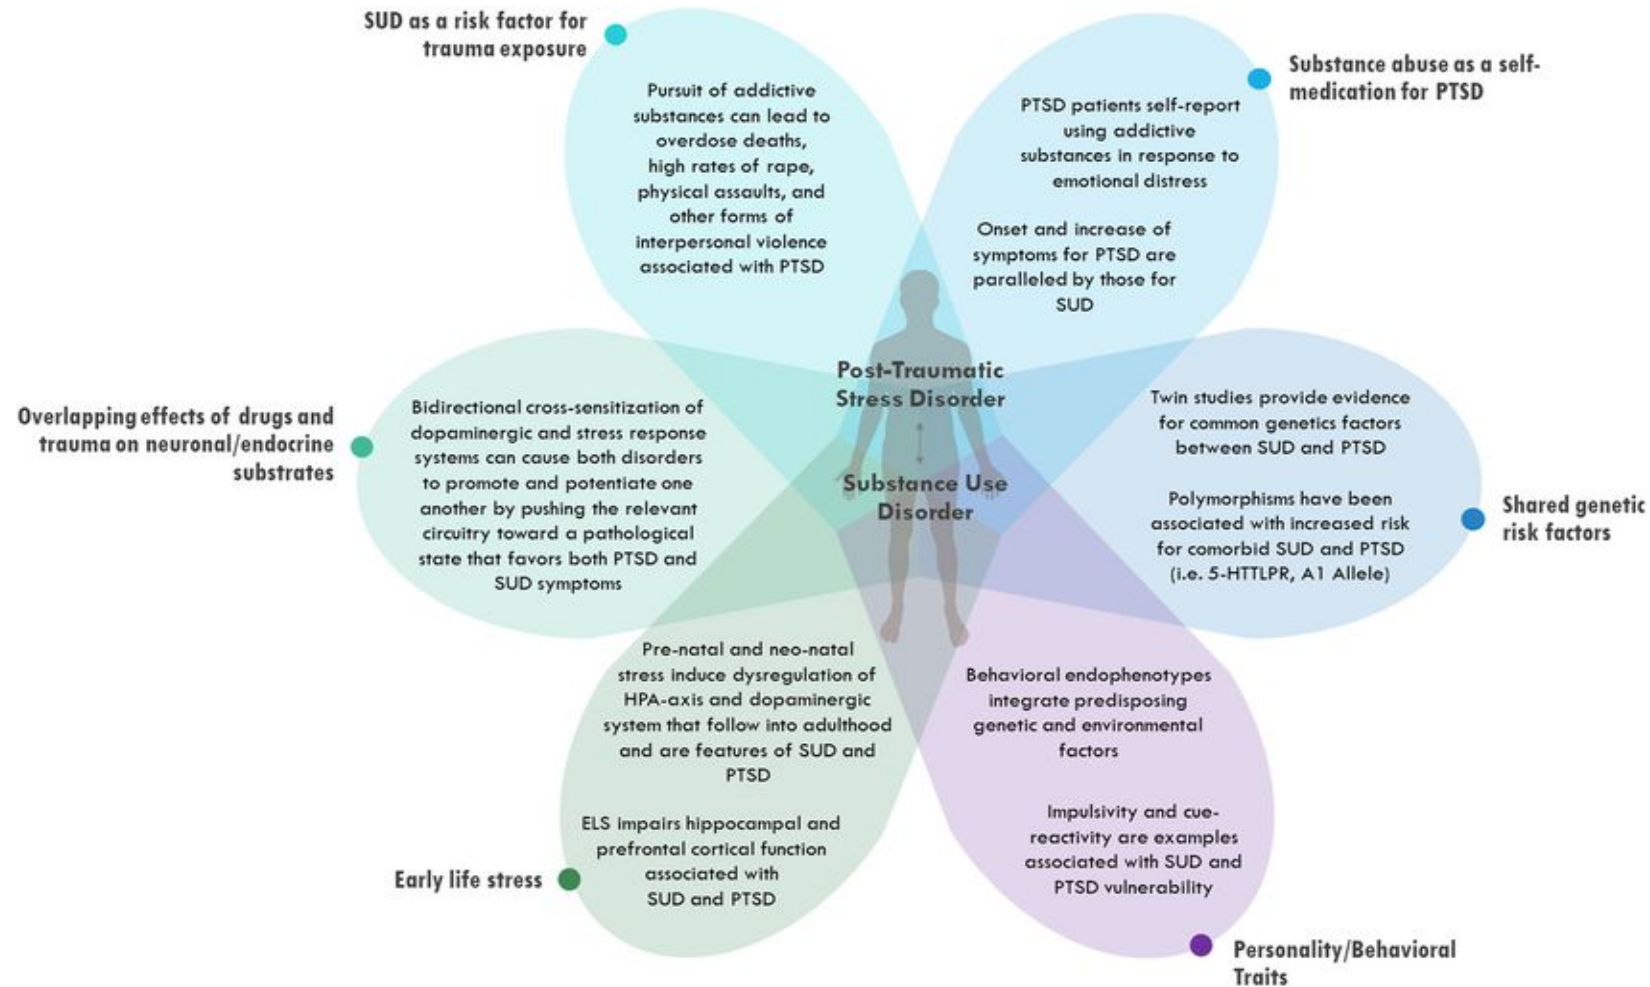 SUD as a risk factor for
trauma exposure
Pursuit of addictive
substances can lead to
overdose deaths,
high rates of rape,
physical assaults, and
other forms of
interpersonal violence
associated with PTSD
Substance abuse as a self-
medication for PTSD
PTSD patients self-report
using addictive
substances in response to
emotional distress
Onset and increase of
symptoms for PTSD are
paralleled by those for
SUD
Post-Traumatic
Stress Disorder
Substance Use
Disorder
Overlapping effects of drugs and
trauma on neuronal/endocrine
substrates
Bidirectional cross-sensitization of
dopaminergic and stress response
systems can cause both disorders
to promote and potentiate one
another by pushing the relevant
circuitry toward a pathological
state that favors both PTSD and
SUD symptoms
Twin studies provide evidence
for common genetics factors
between SUD and PTSD
Polymorphisms have been
associated with increased risk
for comorbid SUD and PTSD
(i.e. 5-HTTLPR, A1 Allele)
Shared genetic
risk factors
Pre-natal and neo-natal
stress induce dysregulation of
HPA-axis and dopaminergic
system that follow into adulthood
and are features of SUD and
PTSD
ELS impairs hippocampal and
prefrontal cortical function
associated with
SUD and PTSD
Early life stress
Behavioral endophenotypes
integrate predisposing
genetic and environmental
factors
Impulsivity and cue-
reactivity are examples
associated with SUD and
PTSD vulnerability
Personality/Behavioral
Traits